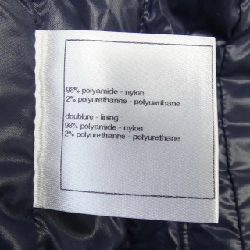 98% polyamide - nylon
2% polyuréthanne - polyurethane
doublure - lining :
98% polyamide - nylon
2% polyuréthanne - polyurethane